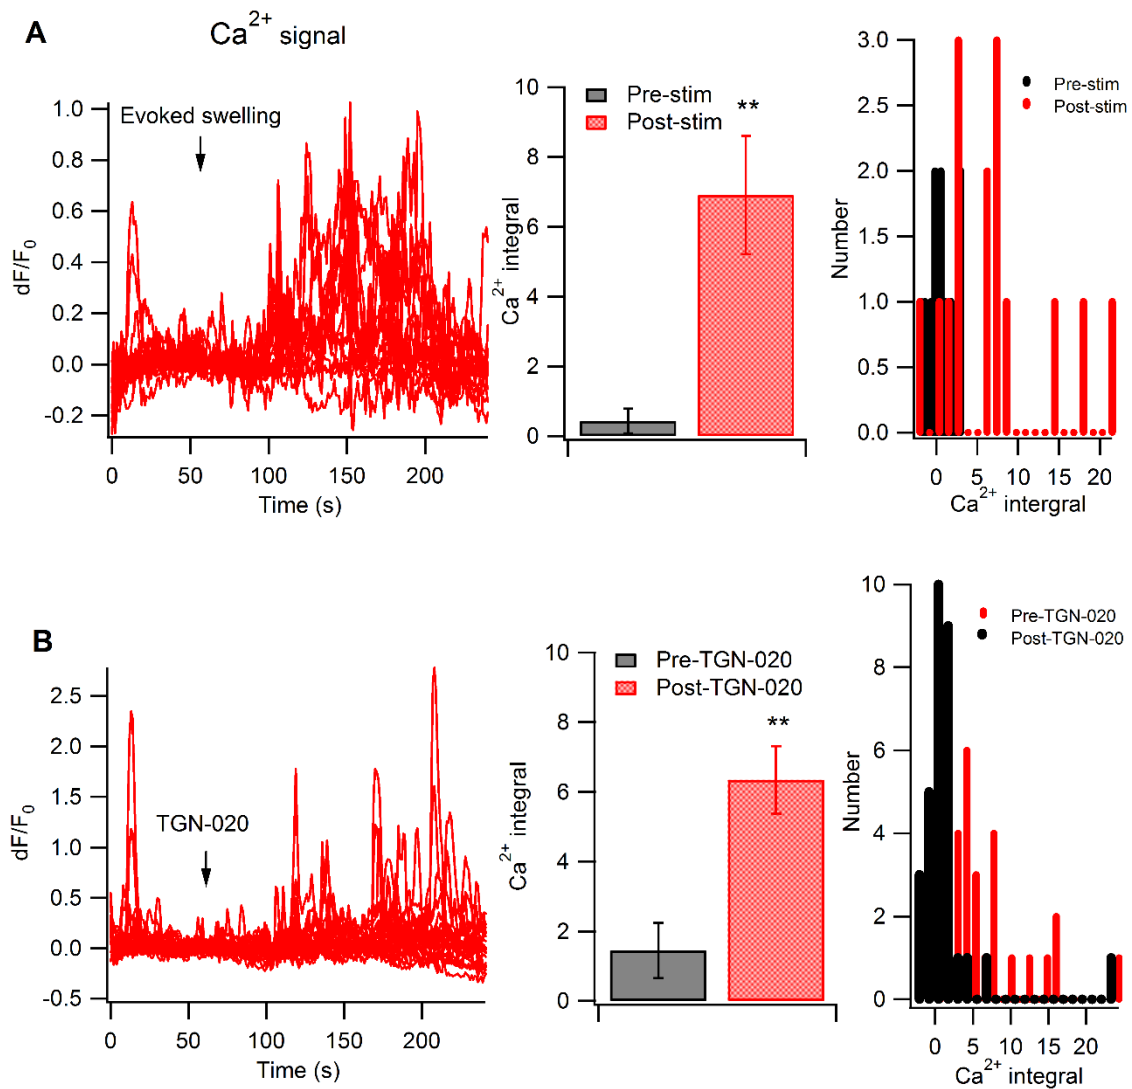 A
Ca2+ signal
Evoked swelling
dF/F0
1.0
0.8
0.6
0.4
0.2
0.0
-0.2
0
50
100
150
200
Time (s)
Pre-stim
Post-stim
**
Ca2+ integral
10
8
6
4
2
0
Pre-stim
Post-stim
Number
3.0
2.5
2.0
1.5
1.0
0.5
0.0
0
5
10
15
20
Ca2+ intergral
B
TGN-020
dF/F0
2.5
2.0
1.5
1.0
0.5
0.0
-0.5
0
50
100
150
200
Time (s)
Pre-TGN-020
Post-TGN-020
**
Ca2+ integral
10
8
6
4
2
0
Pre-TGN-020
Post-TGN-020
Number
10
8
6
4
2
0
0
5
10
15
20
Ca2+ integral